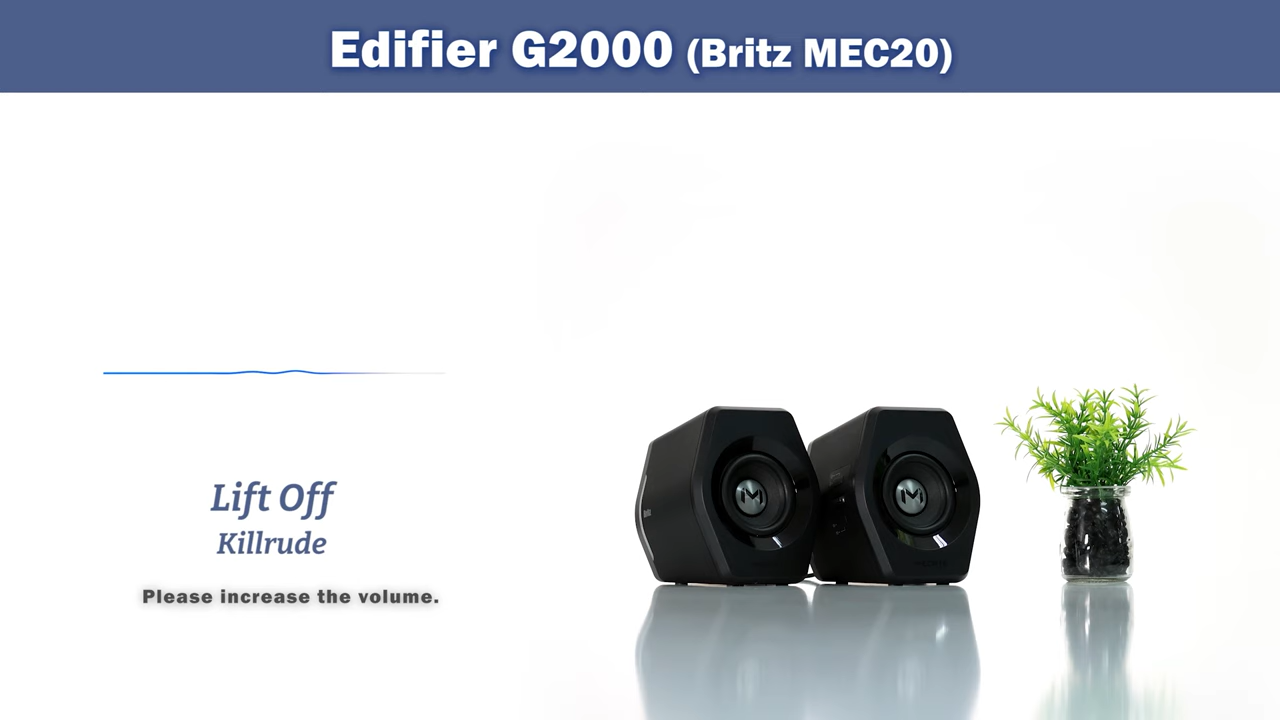 Edifier G2000 (Britz MEC20)
Lift Off
Killrude
Please increase the volume.